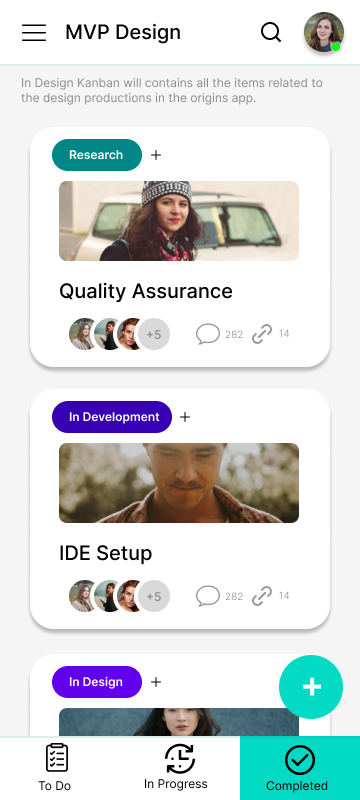 MVP Design
In Design Kanban will contains all the items related to
the design productions in the origins app.
Research +
Quality Assurance
+5 282 14
In Development +
IDE Setup
+5 282 14
In Design +
+
To Do In Progress Completed